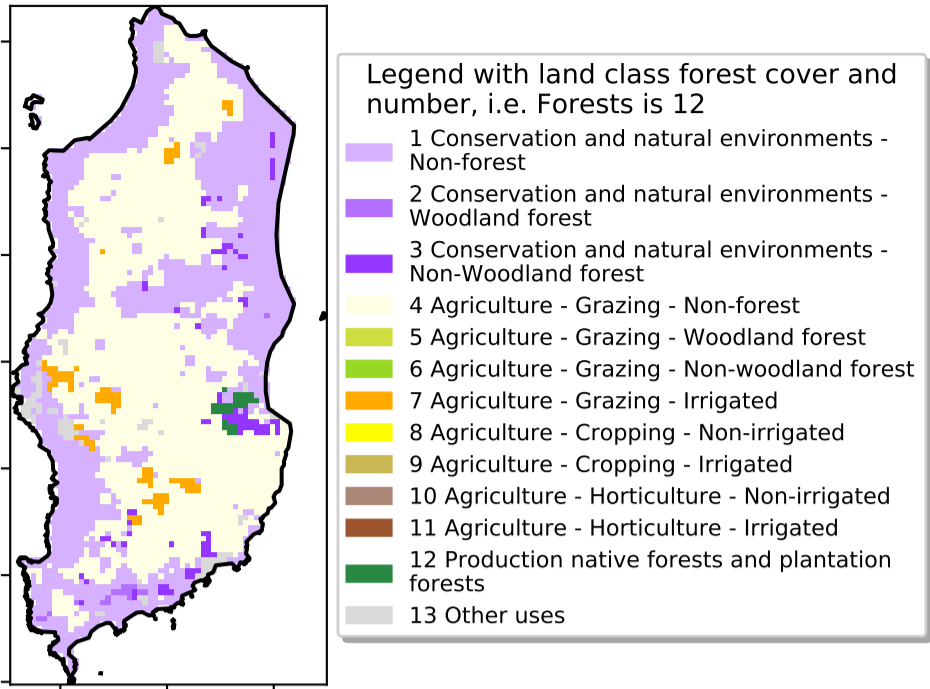 Legend with land class forest cover and
number, i.e. Forests is 12
1 Conservation and natural environments -
Non-forest
2 Conservation and natural environments -
Woodland forest
3 Conservation and natural environments -
Non-Woodland forest
4 Agriculture - Grazing - Non-forest
5 Agriculture - Grazing - Woodland forest
6 Agriculture - Grazing - Non-woodland forest
7 Agriculture - Grazing - Irrigated
8 Agriculture - Cropping - Non-irrigated
9 Agriculture - Cropping - Irrigated
10 Agriculture - Horticulture - Non-irrigated
11 Agriculture - Horticulture - Irrigated
12 Production native forests and plantation
forests
13 Other uses